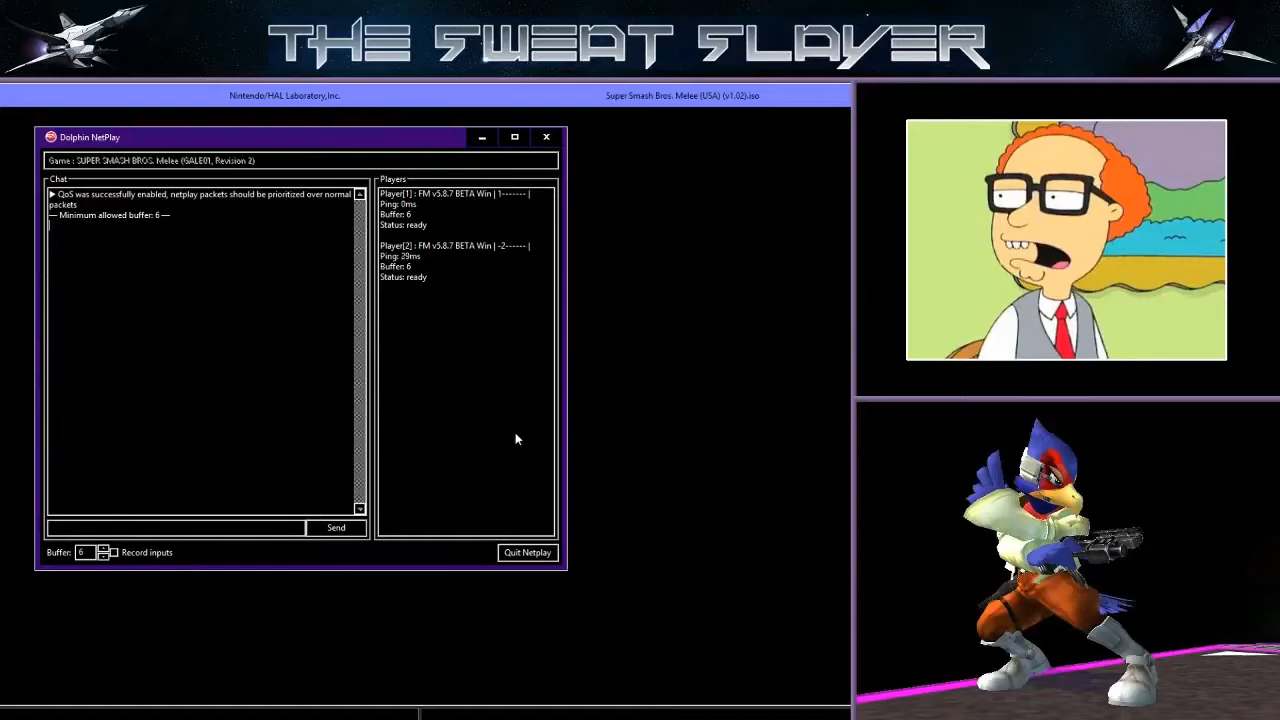 THE SWEAT SLAYER
Nintendo/HAL Laboratory,Inc.
Super Smash Bros. Melee (USA) (v1.02).iso
Dolphin NetPlay
Game : SUPER SMASH BROS. Melee (GALE01, Revision 2)
Chat
► QoS was successfully enabled, netplay packets should be prioritized over normal
packets
— Minimum allowed buffer: 6 —
Players
Player[1] : FM v5.8.7 BETA Win | 1------- |
Ping: 0ms
Buffer: 6
Status: ready
Player[2] : FM v5.8.7 BETA Win | -2------ |
Ping: 29ms
Buffer: 6
Status: ready
Send
Buffer: 6
Record inputs
Quit Netplay